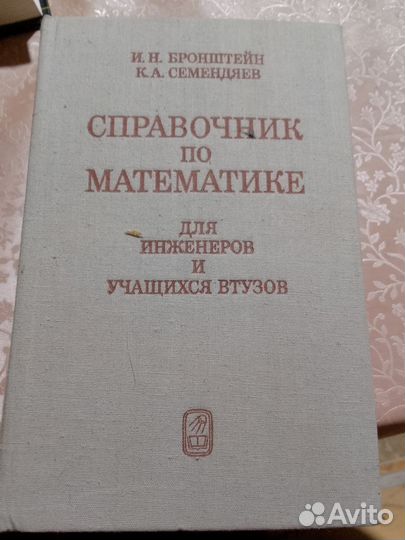 И. Н. БРОНШТЕЙН
К. А. СЕМЕНДЯЕВ
СПРАВОЧНИК
ПО
МАТЕМАТИКЕ
ДЛЯ
ИНЖЕНЕРОВ
И
УЧАЩИХСЯ ВТУЗОВ
Avito